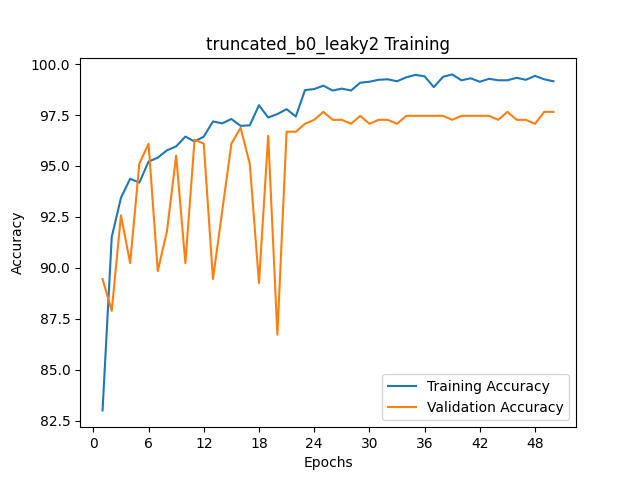 truncated_b0_leaky2 Training
100.0
97.5
95.0
92.5
90.0
87.5
85.0
82.5
Accuracy
Training Accuracy
Validation Accuracy
0 6 12 18 24 30 36 42 48
Epochs